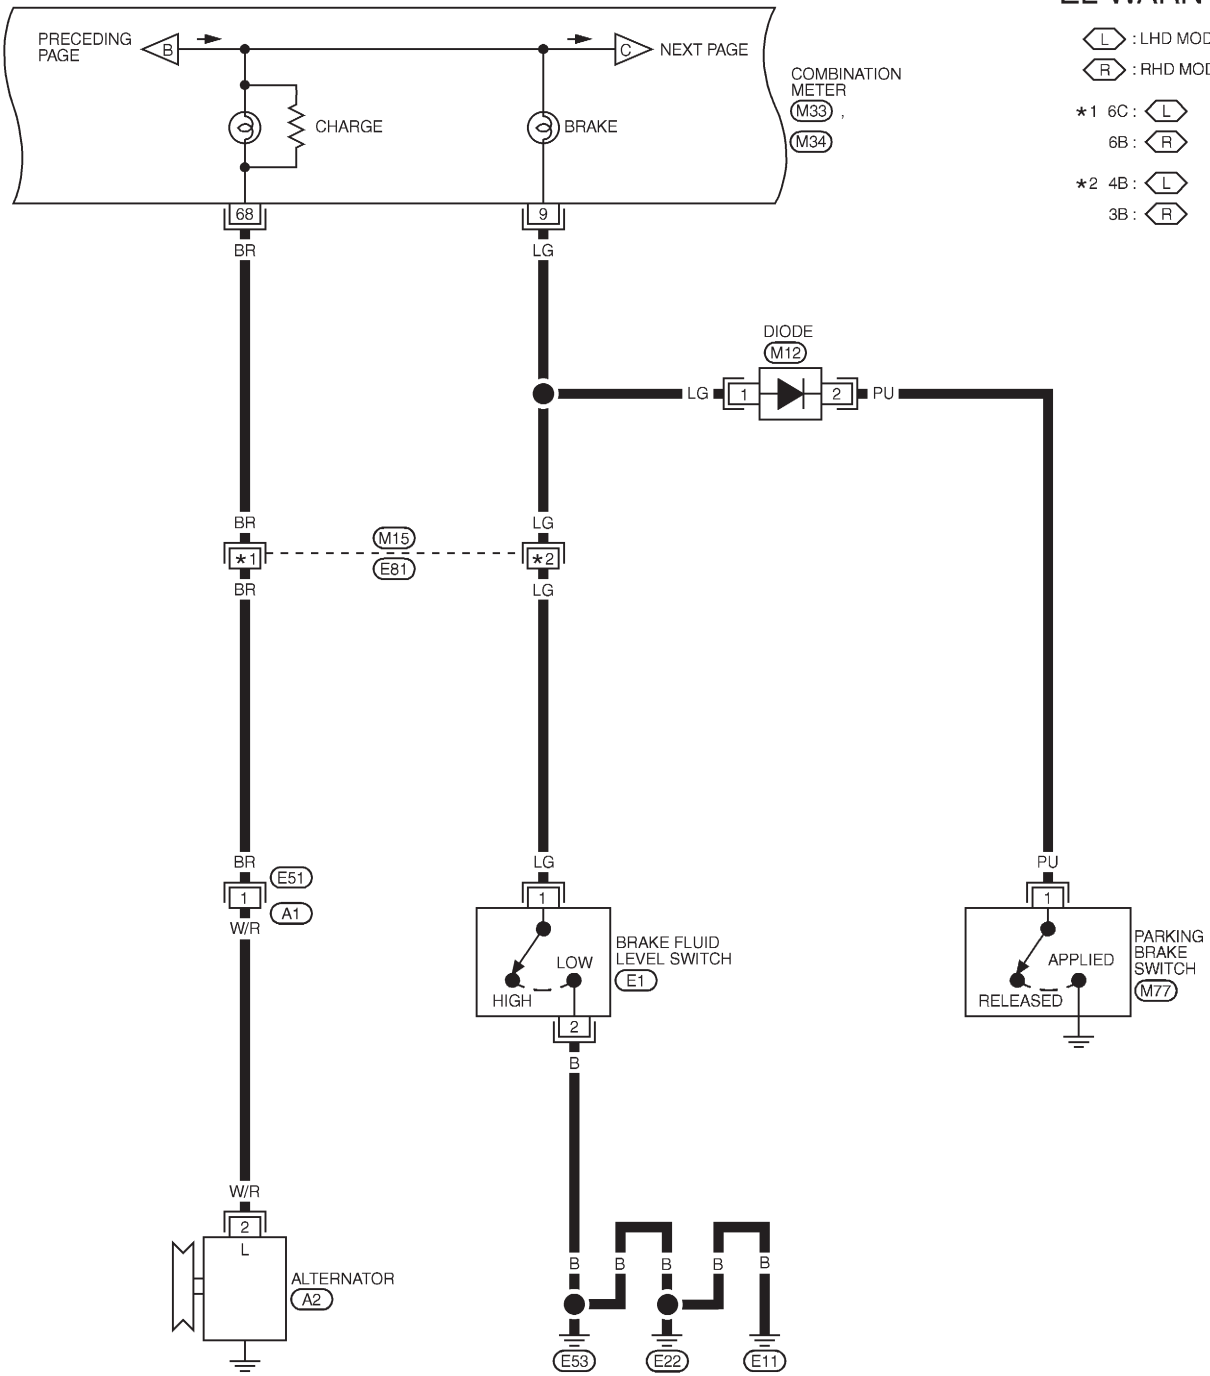 EL-WARN
L : LHD MOD
R : RHD MOD
*1 6C : L
6B : R
*2 4B : L
3B : R
PRECEDING
PAGE
B
C
NEXT PAGE
COMBINATION
METER
M33 ,
M34
CHARGE
BRAKE
68
9
BR
LG
DIODE
M12
LG
1
2
PU
BR
LG
M15
*1
*2
E81
BR
LG
BR
LG
PU
E51
1
1
1
A1
W/R
BRAKE FLUID
LEVEL SWITCH
E1
LOW
HIGH
PARKING
BRAKE
SWITCH
M77
APPLIED
RELEASED
2
B
W/R
2
L
ALTERNATOR
A2
B
B
B
B
B
E53
E22
E11